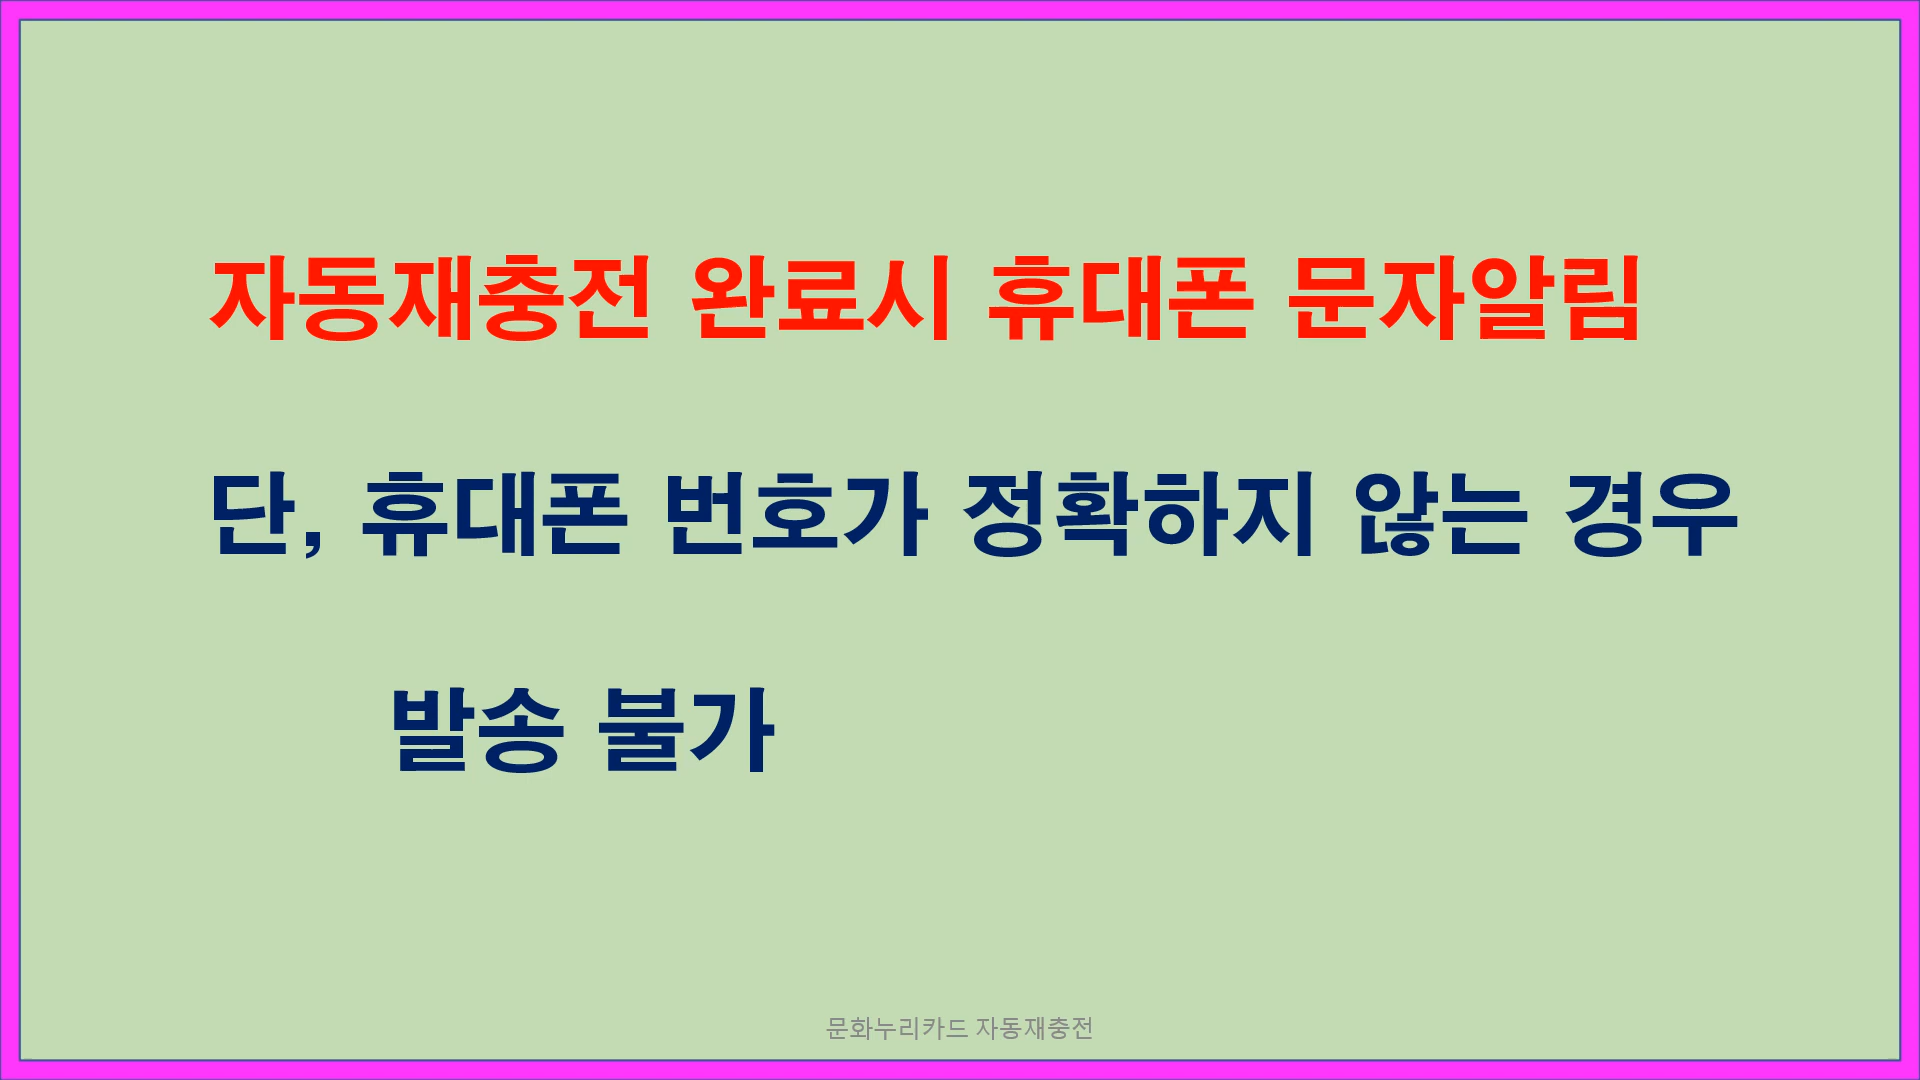 자동재충전 완료시 휴대폰 문자알림
단, 휴대폰 번호가 정확하지 않는 경우
발송 불가
문화누리카드 자동재충전